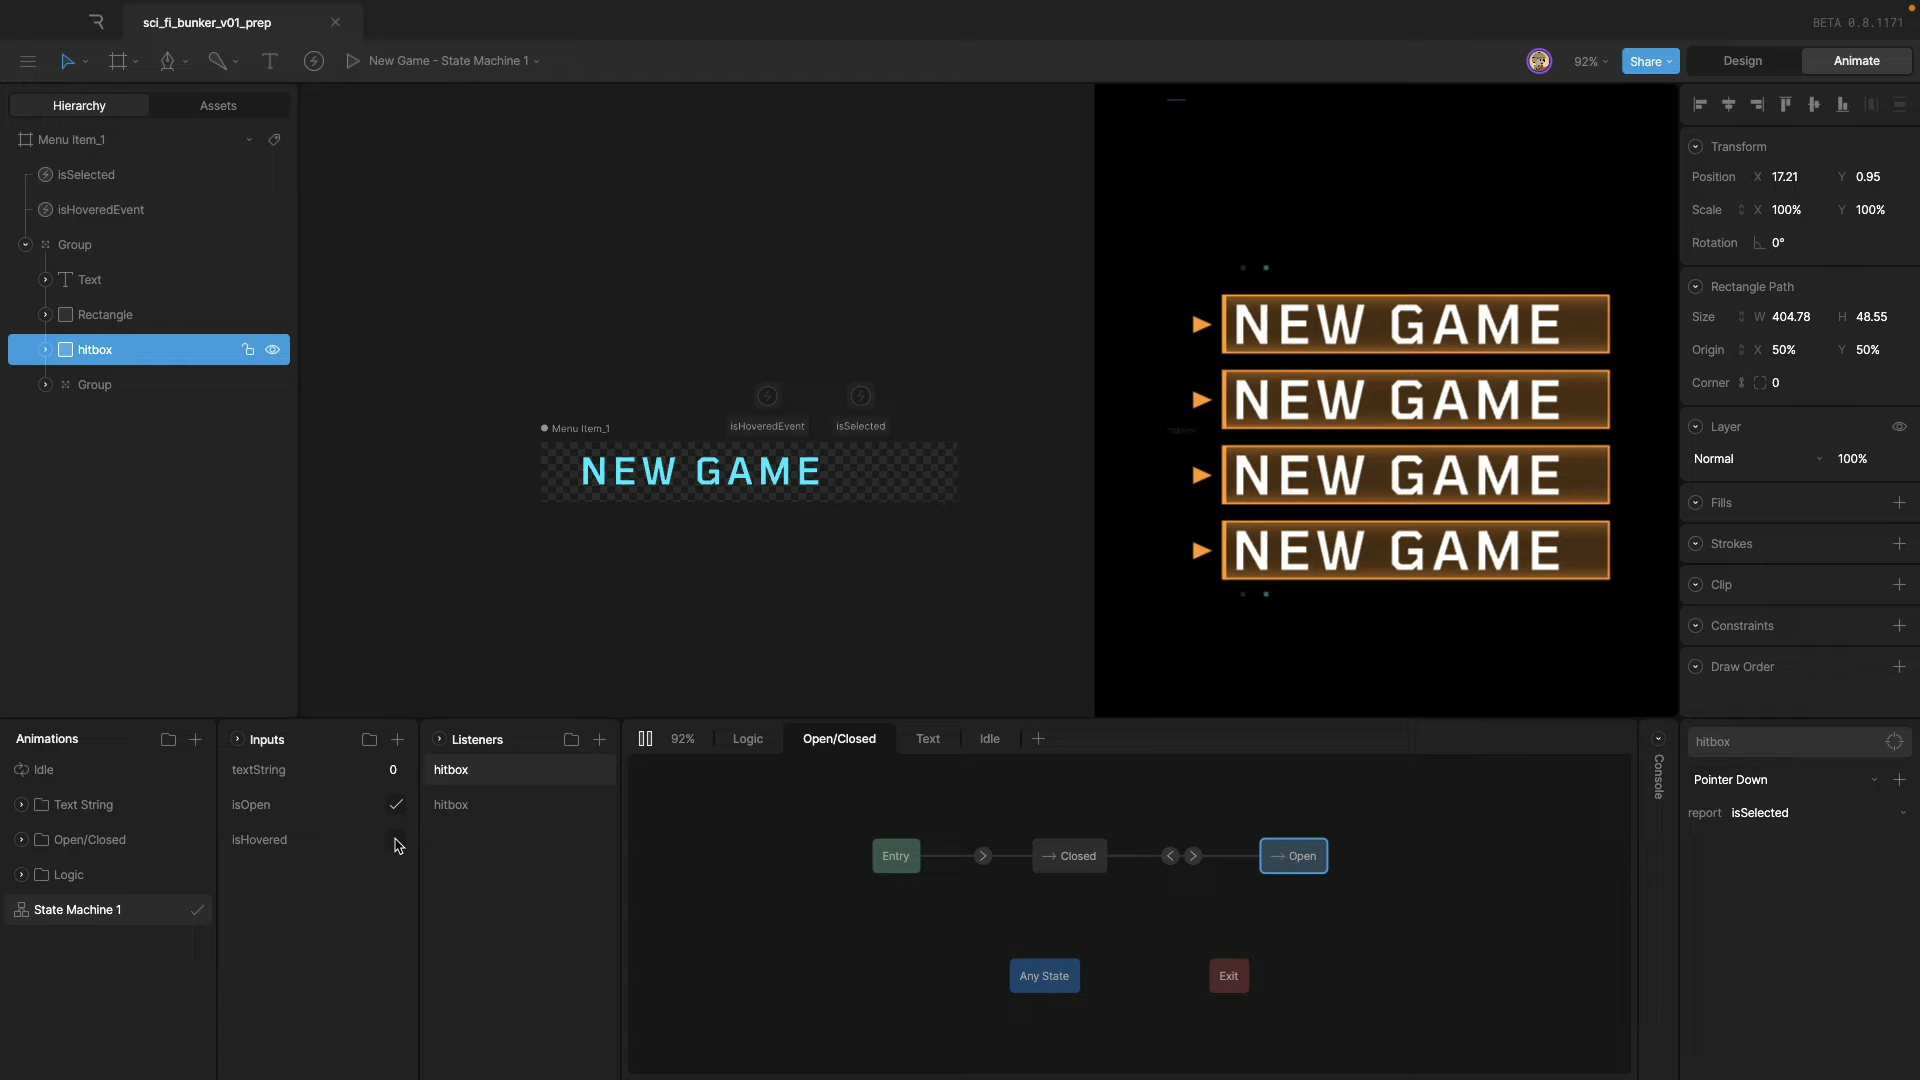 sci_fi_bunker_v01_prep
BETA 0.8.1171
New Game - State Machine 1
92%
Share
Design
Animate
Hierarchy
Assets
Menu Item_1
isSelected
isHoveredEvent
Group
Text
Rectangle
hitbox
Group
isHoveredEvent
isSelected
Menu Item_1
NEW GAME
NEW GAME
NEW GAME
NEW GAME
NEW GAME
Transform
Position X 17.21 Y 0.95
Scale X 100% Y 100%
Rotation 0°
Rectangle Path
Size W 404.78 H 48.55
Origin X 50% Y 50%
Corner 0
Layer
Normal 100%
Fills
Strokes
Clip
Constraints
Draw Order
Animations
Idle
Text String
Open/Closed
Logic
State Machine 1
Inputs
textString 0
isOpen
isHovered
Listeners
hitbox
hitbox
92%
Logic
Open/Closed
Text
Idle
Entry
Closed
Open
Any State
Exit
Console
hitbox
Pointer Down
report isSelected